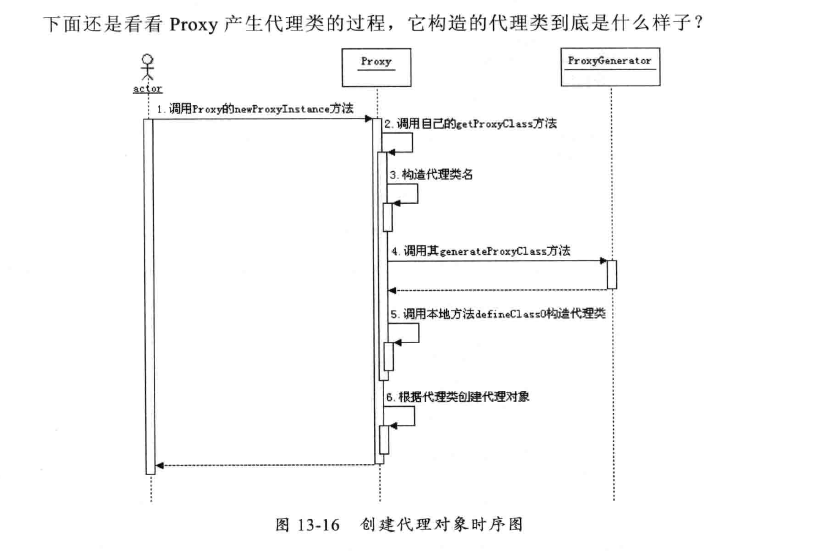 下面还是看看 Proxy 产生代理类的过程，它构造的代理类到底是什么样子？
Proxy
ProxyGenerator
actor
1.调用Proxy的newProxyInstance方法
2.调用自己的getProxyClass方法
3.构造代理类名
4.调用其generateProxyClass方法
5.调用本地方法defineClass0构造代理类
6.根据代理类创建代理对象
图 13-16 创建代理对象时序图